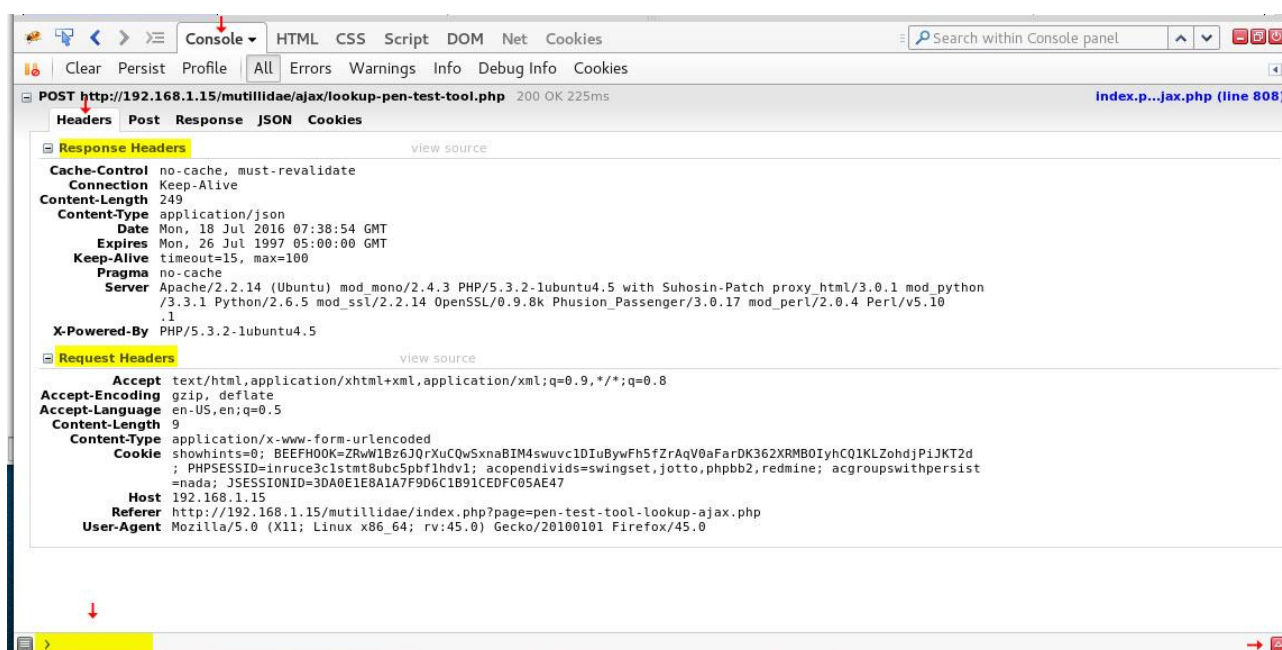 Console HTML CSS Script DOM Net Cookies Search within Console panel
Clear Persist Profile All Errors Warnings Info Debug Info Cookies
POST http://192.168.1.15/mutillidae/ajax/lookup-pen-test-tool.php 200 OK 225ms index.p...jax.php (line 808)
Headers Post Response JSON Cookies
Response Headers view source
Cache-Control no-cache, must-revalidate
Connection Keep-Alive
Content-Length 249
Content-Type application/json
Date Mon, 18 Jul 2016 07:38:54 GMT
Expires Mon, 26 Jul 1997 05:00:00 GMT
Keep-Alive timeout=15, max=100
Pragma no-cache
Server Apache/2.2.14 (Ubuntu) mod_mono/2.4.3 PHP/5.3.2-1ubuntu4.5 with Suhosin-Patch proxy_html/3.0.1 mod_python
/3.3.1 Python/2.6.5 mod_ssl/2.2.14 OpenSSL/0.9.8k Phusion_Passenger/3.0.17 mod_perl/2.0.4 Perl/v5.10
.1
X-Powered-By PHP/5.3.2-1ubuntu4.5
Request Headers view source
Accept text/html,application/xhtml+xml,application/xml;q=0.9,*/*;q=0.8
Accept-Encoding gzip, deflate
Accept-Language en-US,en;q=0.5
Content-Length 9
Content-Type application/x-www-form-urlencoded
Cookie showhints=0; BEEFHOOK=ZRwW1Bz6JQrXuCQwSxnaBIM4swuvc1DIuBywFh5fZrAqV0aFarDK362XRMBOIyhCQ1KLZohdjPiJKT2d
; PHPSESSID=inruce3c1stmt8ubc5pbf1hdv1; acopendivids=swingset,jotto,phpbb2,redmine; acgroupswithpersist
=nada; JSESSIONID=3DA0E1E8A1A7F9D6C1B91CEDFC05AE47
Host 192.168.1.15
Referer http://192.168.1.15/mutillidae/index.php?page=pen-test-tool-lookup-ajax.php
User-Agent Mozilla/5.0 (X11; Linux x86_64; rv:45.0) Gecko/20100101 Firefox/45.0